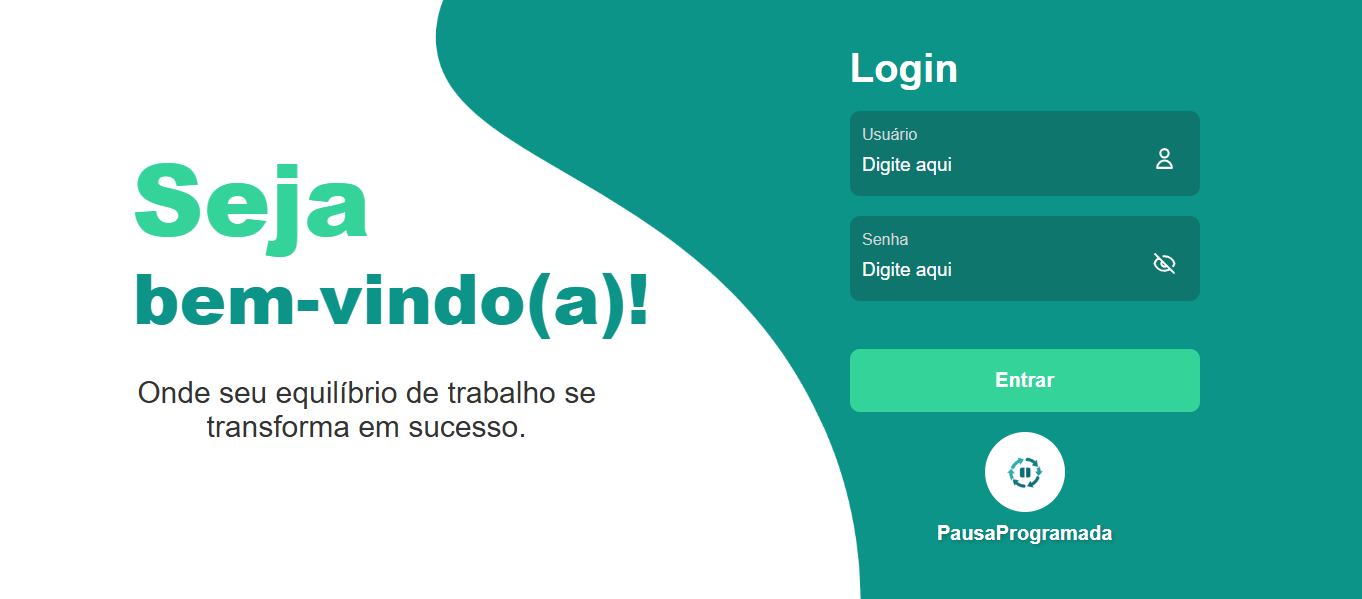 Seja
bem-vindo(a)!
Onde seu equilíbrio de trabalho se
transforma em sucesso.
Login
Usuário
Digite aqui
Senha
Digite aqui
Entrar
PausaProgramada